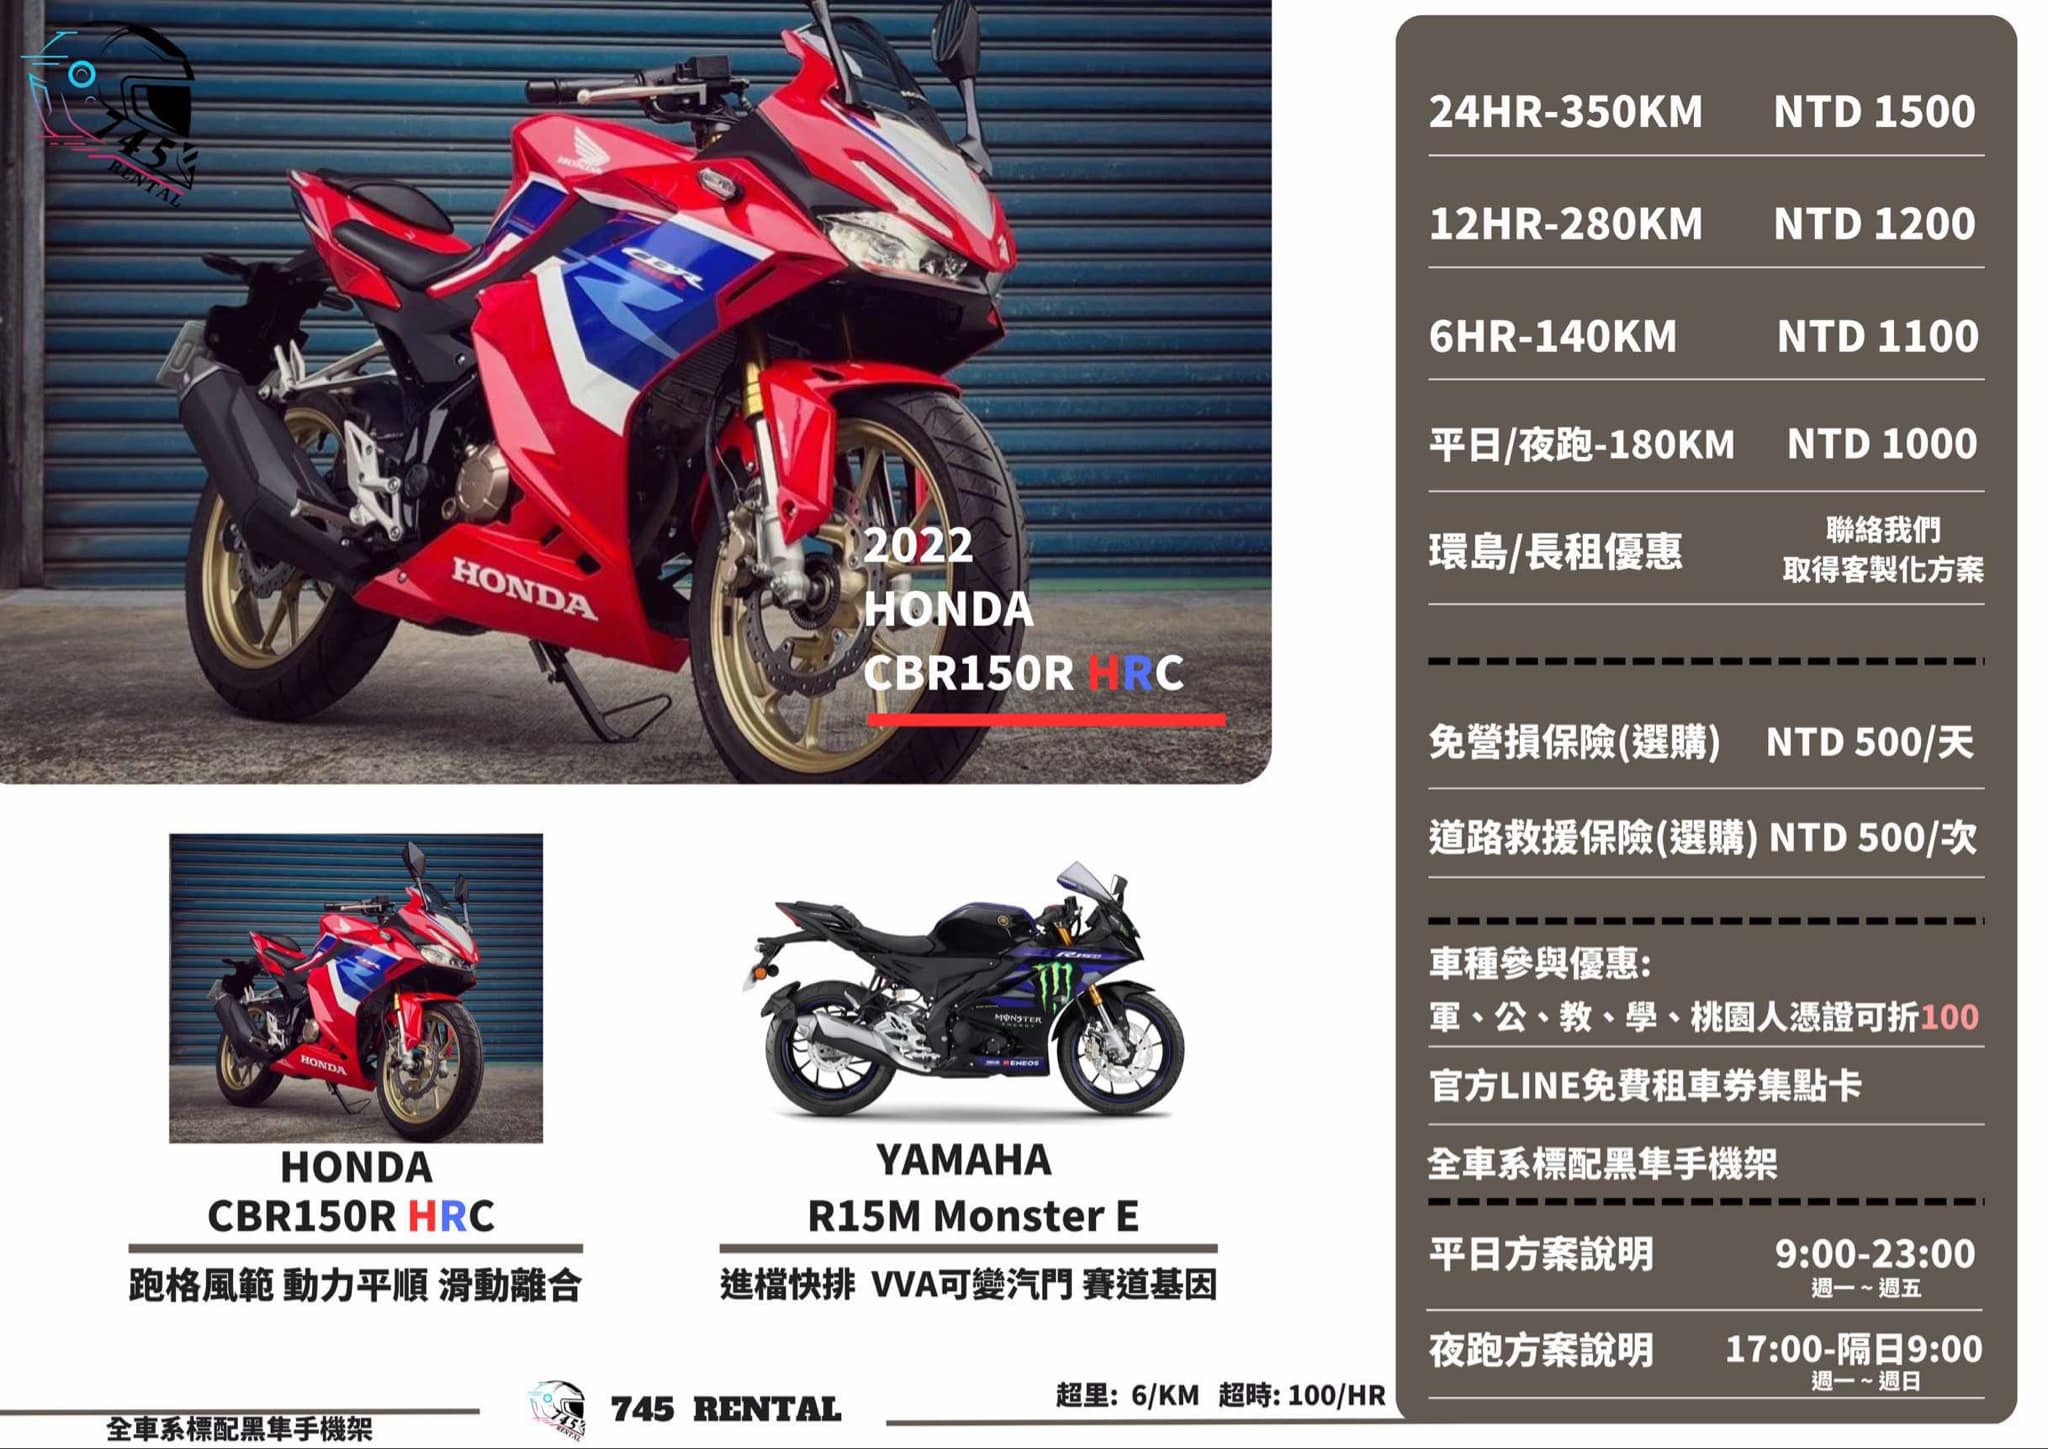 745
RENTAL
HONDA
CBR
HONDA
2022
HONDA
CBR150R HRC
HONDA
HONDA
CBR150R HRC
跑格風範 動力平順 滑動離合
MONSTER
ENERGY
ENEOS
YAMAHA
R15M Monster E
進檔快排 VVA可變汽門 賽道基因
24HR-350KM NTD 1500
12HR-280KM NTD 1200
6HR-140KM NTD 1100
平日/夜跑-180KM NTD 1000
環島/長租優惠 聯絡我們
取得客製化方案
免營損保險(選購) NTD 500/天
道路救援保險(選購) NTD 500/次
車種參與優惠:
軍、公、教、學、桃園人憑證可折100
官方LINE免費租車券集點卡
全車系標配黑隼手機架
平日方案說明 9:00-23:00
週一 ~ 週五
夜跑方案說明 17:00-隔日9:00
週一 ~ 週日
全車系標配黑隼手機架
745
RENTAL
745 RENTAL
超里: 6/KM 超時: 100/HR